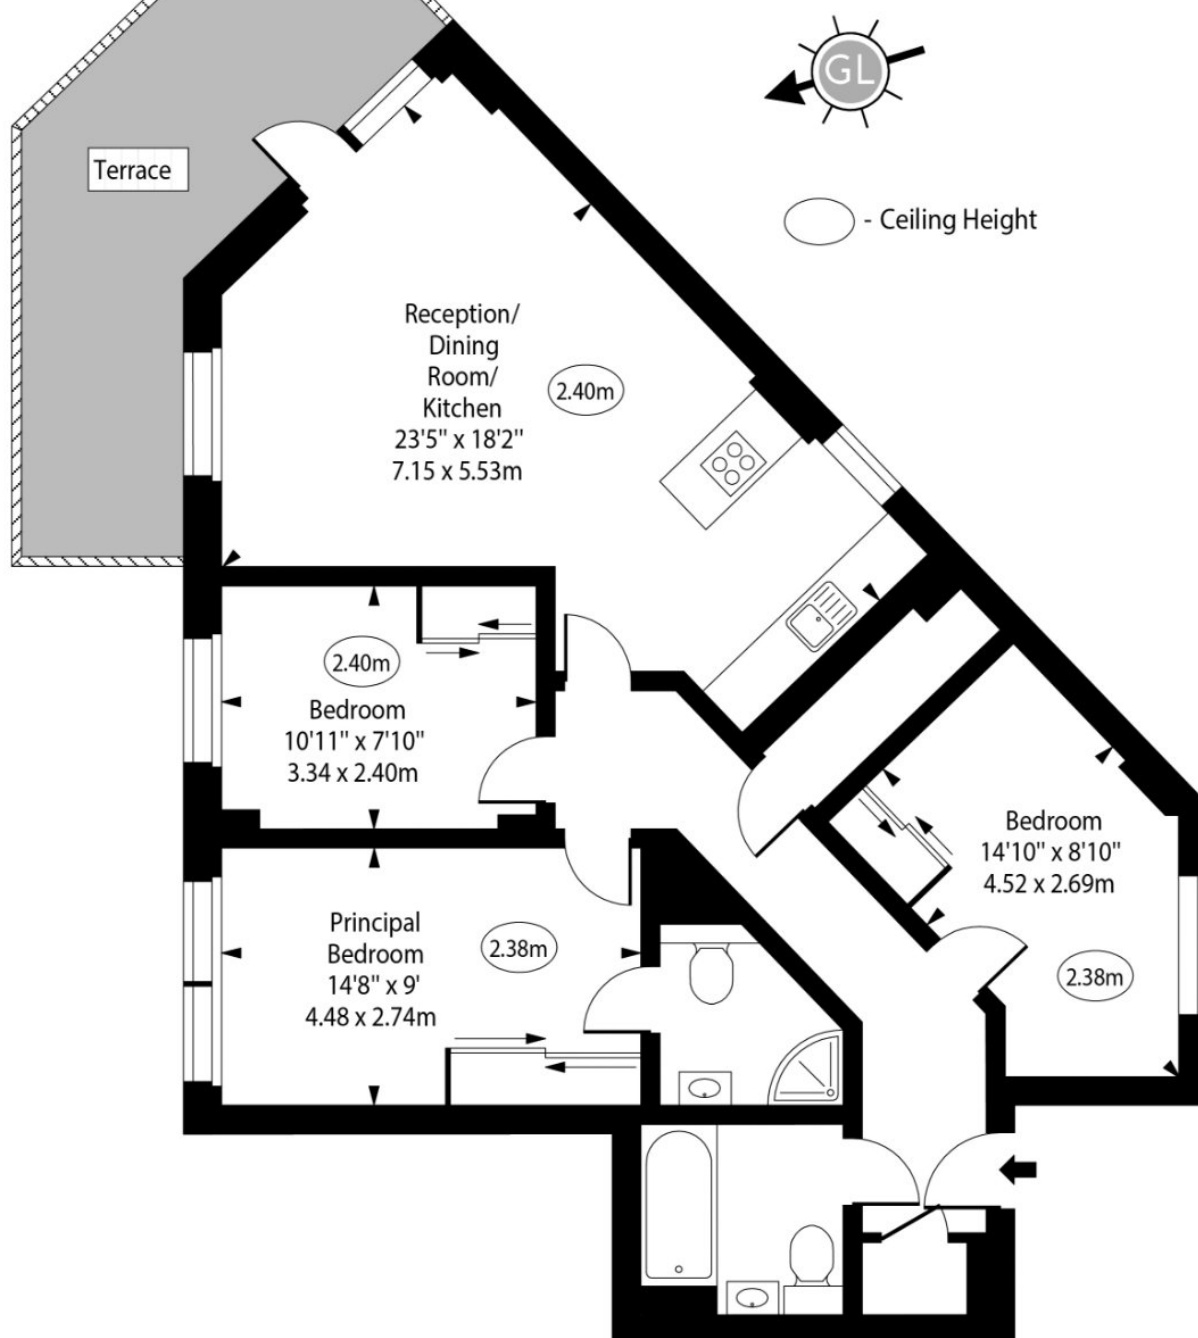 GL
Terrace
- Ceiling Height
Reception/
Dining
Room/
Kitchen
23'5" x 18'2"
7.15 x 5.53m
2.40m
2.40m
Bedroom
10'11" x 7'10"
3.34 x 2.40m
Bedroom
14'10" x 8'10"
4.52 x 2.69m
2.38m
Principal
Bedroom
14'8" x 9'
4.48 x 2.74m
2.38m